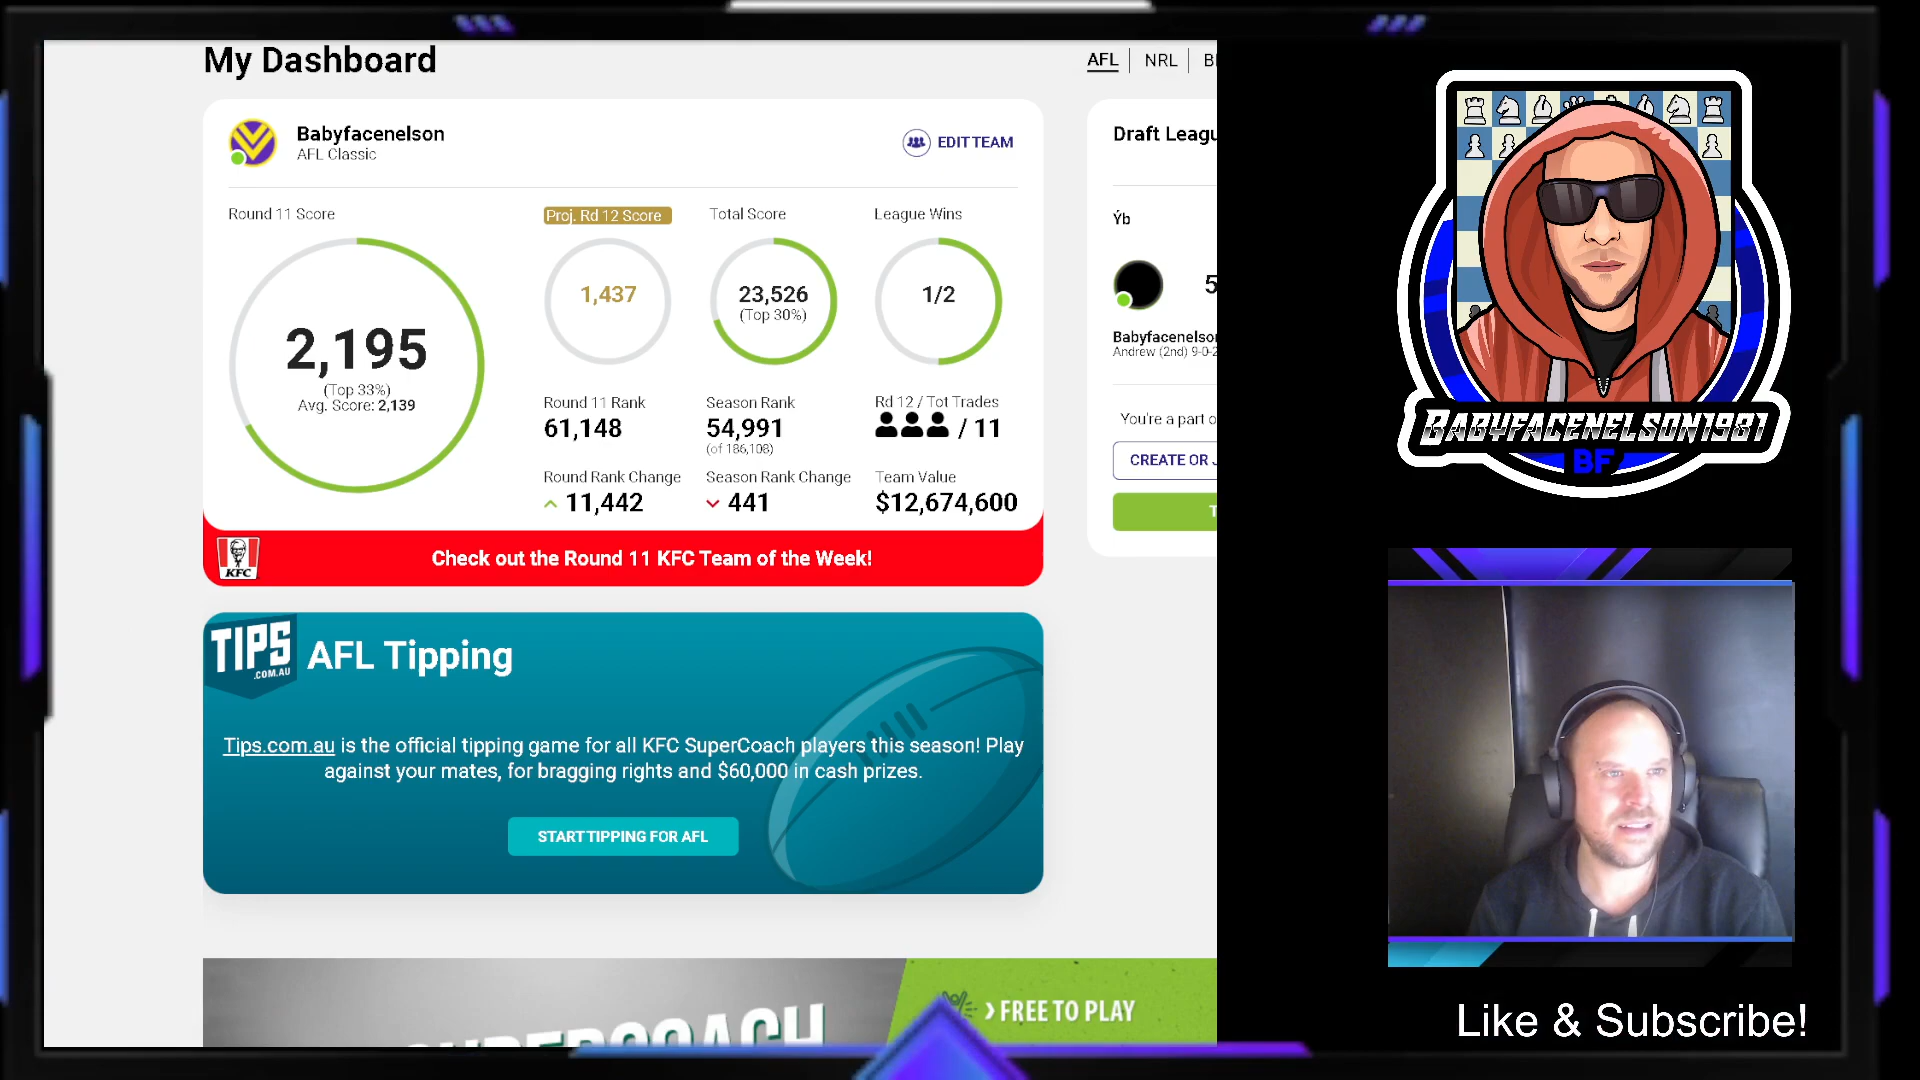 My Dashboard
AFL
NRL
Babyfacenelson
AFL Classic
EDIT TEAM
Round 11 Score
2,195
(Top 33%)
Avg. Score: 2,139
Proj. Rd 12 Score
1,437
Total Score
23,526
(Top 30%)
League Wins
1/2
Round 11 Rank
61,148
Season Rank
54,991
(of 186,108)
Rd 12 / Tot Trades
/ 11
Round Rank Change
11,442
Season Rank Change
441
Team Value
$12,674,600
KFC
Check out the Round 11 KFC Team of the Week!
Draft Leagu
Ýb
5
Babyfacenelson
Andrew (2nd) 9-0-2
You're a part o
CREATE OR J
T
TIPS
.COM.AU
AFL Tipping
Tips.com.au is the official tipping game for all KFC SuperCoach players this season! Play
against your mates, for bragging rights and $60,000 in cash prizes.
START TIPPING FOR AFL
SUPERCOACH
› FREE TO PLAY
BABYFACENELSON1981
BF
Like & Subscribe!